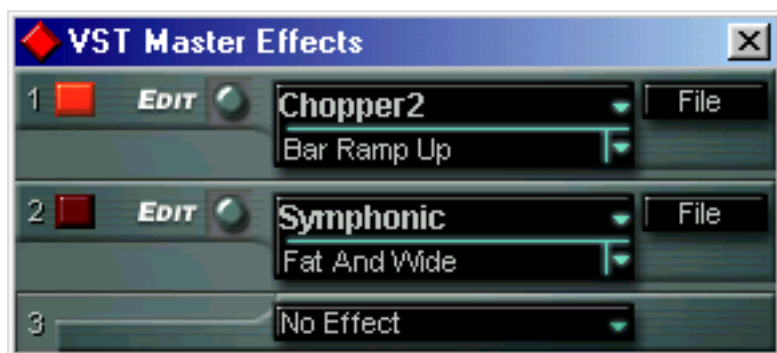 VST Master Effects
1 EDIT Chopper2 File
Bar Ramp Up
2 EDIT Symphonic File
Fat And Wide
3 No Effect